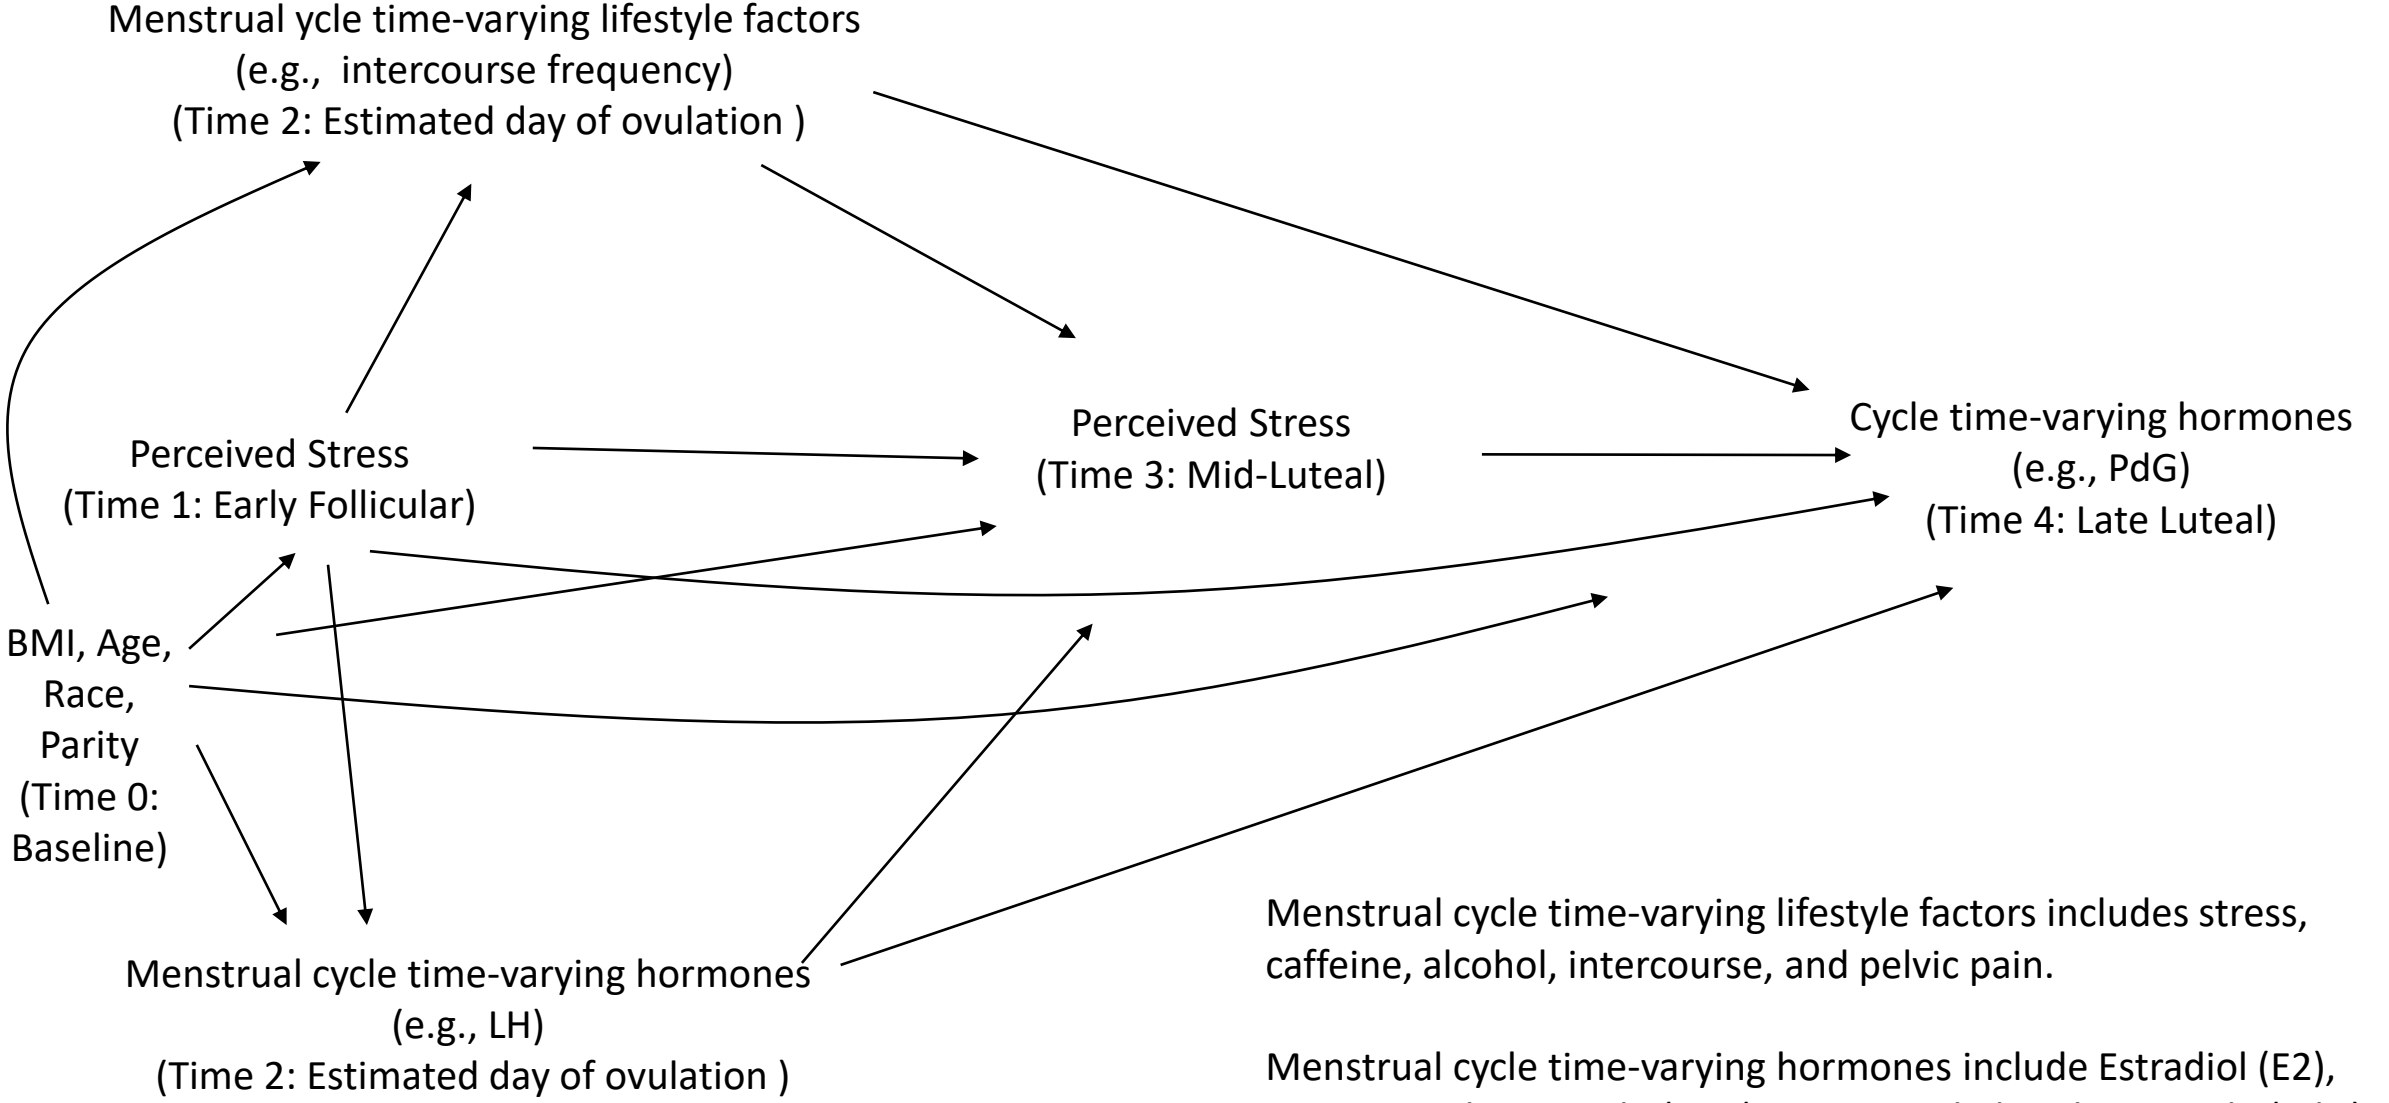 Menstrual ycle time-varying lifestyle factors
(e.g., intercourse frequency)
(Time 2: Estimated day of ovulation )
Perceived Stress
(Time 1: Early Follicular)
Perceived Stress
(Time 3: Mid-Luteal)
Cycle time-varying hormones
(e.g., PdG)
(Time 4: Late Luteal)
BMI, Age,
Race,
Parity
(Time 0:
Baseline)
Menstrual cycle time-varying hormones
(e.g., LH)
(Time 2: Estimated day of ovulation )
Menstrual cycle time-varying lifestyle factors includes stress,
caffeine, alcohol, intercourse, and pelvic pain.
Menstrual cycle time-varying hormones include Estradiol (E2),